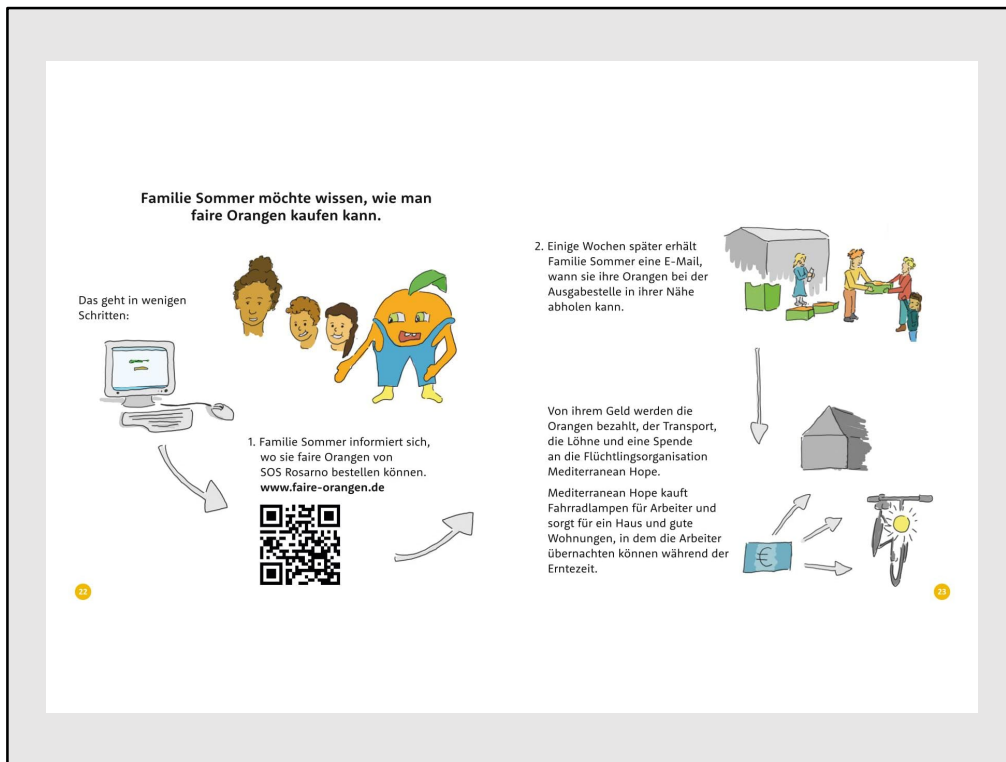 Familie Sommer möchte wissen, wie man
faire Orangen kaufen kann.
Das geht in wenigen
Schritten:
1. Familie Sommer informiert sich,
wo sie faire Orangen von
SOS Rosarno bestellen können.
www.faire-orangen.de
22
2. Einige Wochen später erhält
Familie Sommer eine E-Mail,
wann sie ihre Orangen bei der
Ausgabestelle in ihrer Nähe
abholen kann.
Von ihrem Geld werden die
Orangen bezahlt, der Transport,
die Löhne und eine Spende
an die Flüchtlingsorganisation
Mediterranean Hope.
Mediterranean Hope kauft
Fahrradlampen für Arbeiter und
sorgt für ein Haus und gute
Wohnungen, in dem die Arbeiter
übernachten können während der
Erntezeit.
€
23